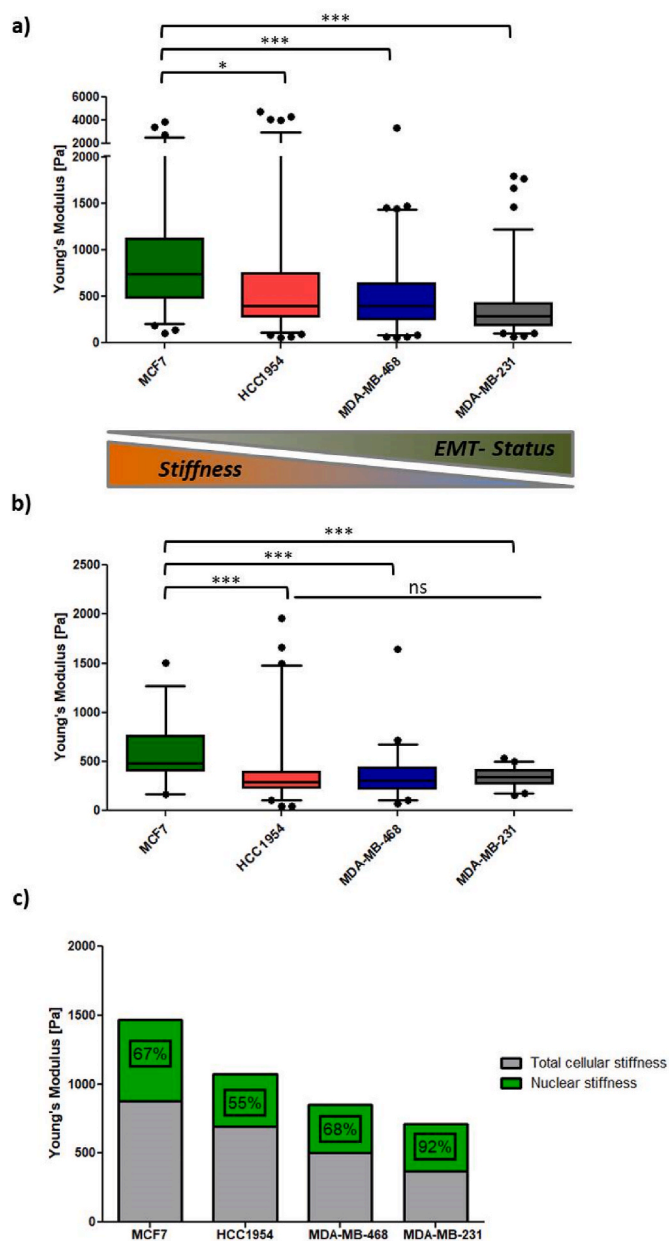 a)
***
***
*
6000
4000
2000
2000
1500
1000
500
0
Young's Modulus [Pa]
MCF7
HCC1954
MDA-MB-468
MDA-MB-231
EMT- Status
Stiffness
b)
***
***
***
ns
2500
2000
1500
1000
500
0
Young's Modulus [Pa]
MCF7
HCC1954
MDA-MB-468
MDA-MB-231
c)
2000
1500
1000
500
0
Young's Modulus [Pa]
67%
55%
68%
92%
Total cellular stiffness
Nuclear stiffness
MCF7 HCC1954 MDA-MB-468 MDA-MB-231